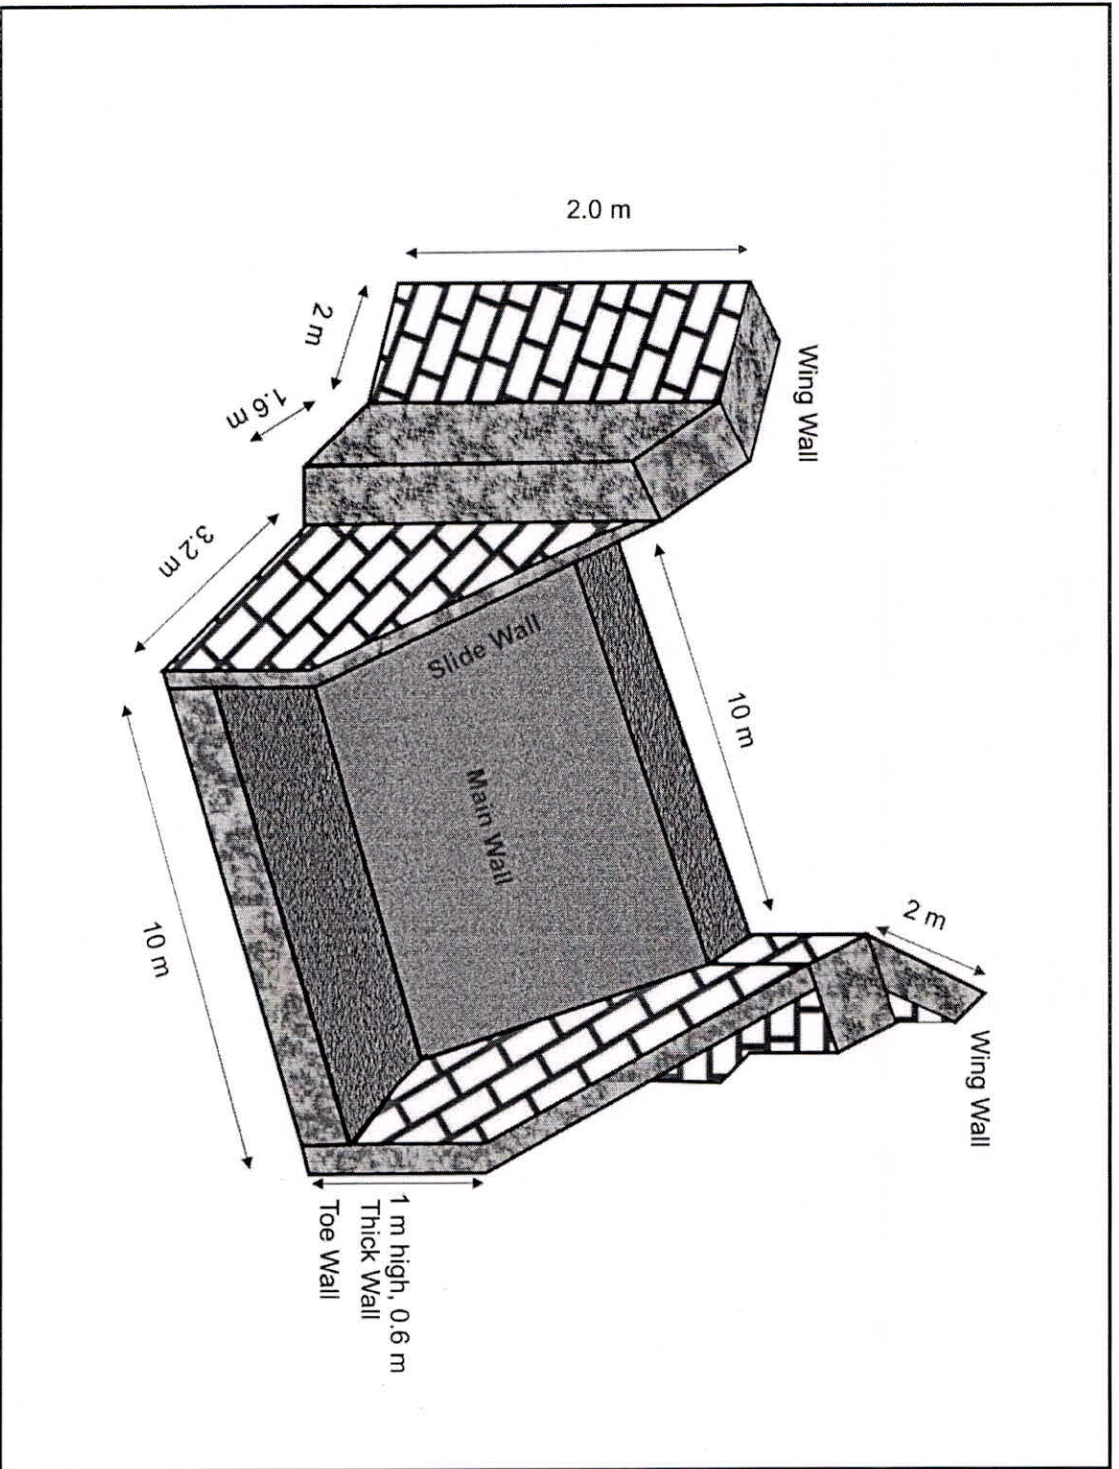 2.0 m
Wing Wall
2 m
1.6 m
3.2 m
Slide Wall
10 m
Main Wall
2 m
Wing Wall
10 m
1 m high, 0.6 m
Thick Wall
Toe Wall